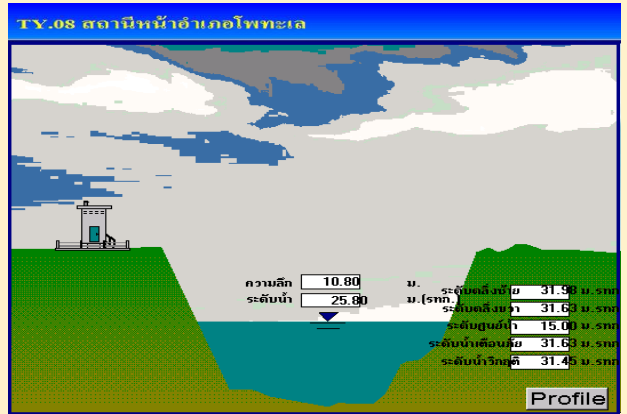 TY.08 สถานีหน้าอำเภอโพทะเล
ความลึก 10.80 ม.
ระดับน้ำ 25.80 ม.(รทก.)
ระดับตลิ่งซ้าย 31.98 ม.รทก
ระดับตลิ่งขวา 31.63 ม.รทก
ระดับศูนย์น้ำ 15.00 ม.รทก
ระดับน้ำเตือนภัย 31.63 ม.รทก
ระดับน้ำวิกฤติ 31.45 ม.รทก
Profile